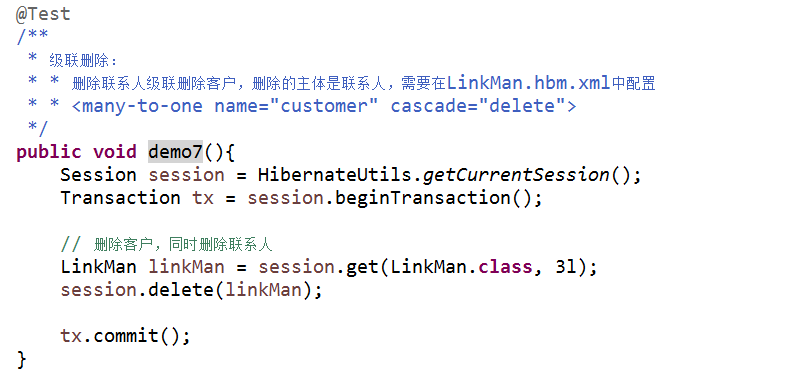 @Test
/**
 * 级联删除：
 * * 删除联系人级联删除客户，删除的主体是联系人，需要在LinkMan.hbm.xml中配置
 * * <many-to-one name="customer" cascade="delete">
 */
public void demo7(){
    Session session = HibernateUtils.getCurrentSession();
    Transaction tx = session.beginTransaction();

    // 删除客户，同时删除联系人
    LinkMan linkMan = session.get(LinkMan.class, 3l);
    session.delete(linkMan);

    tx.commit();
}